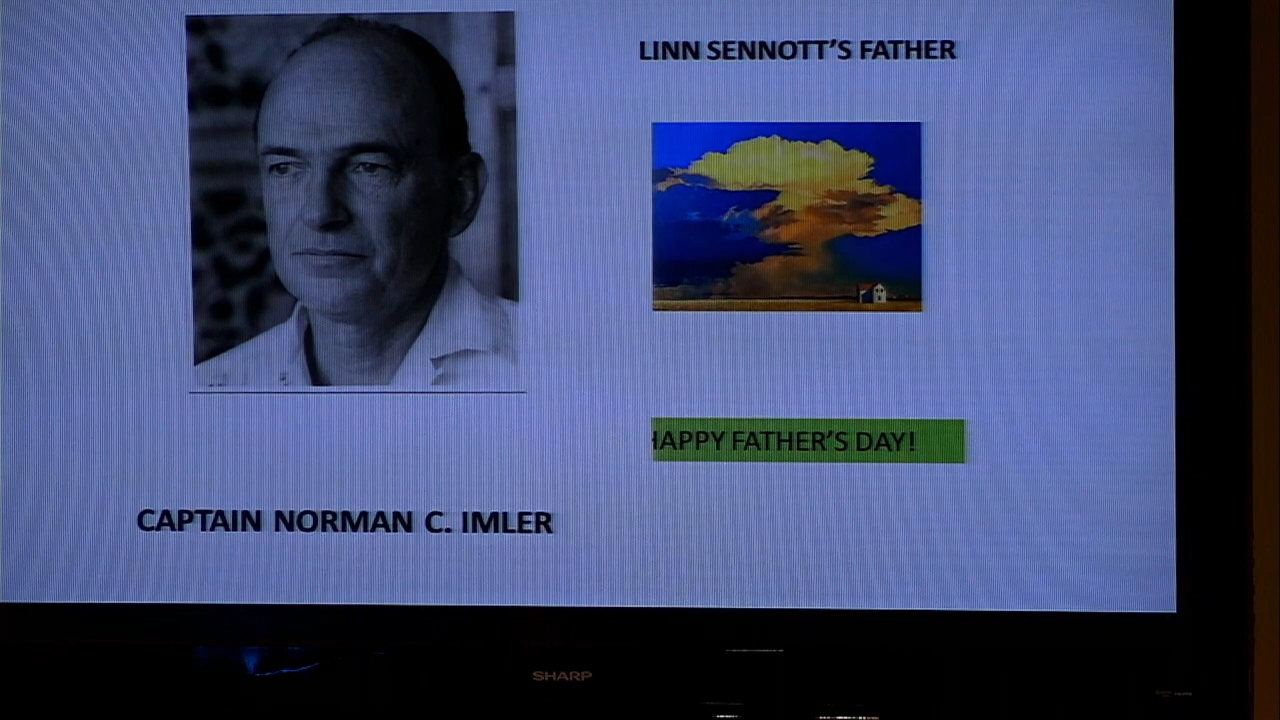 LINN SENNOTT'S FATHER
HAPPY FATHER'S DAY!
CAPTAIN NORMAN C. IMLER
SHARP